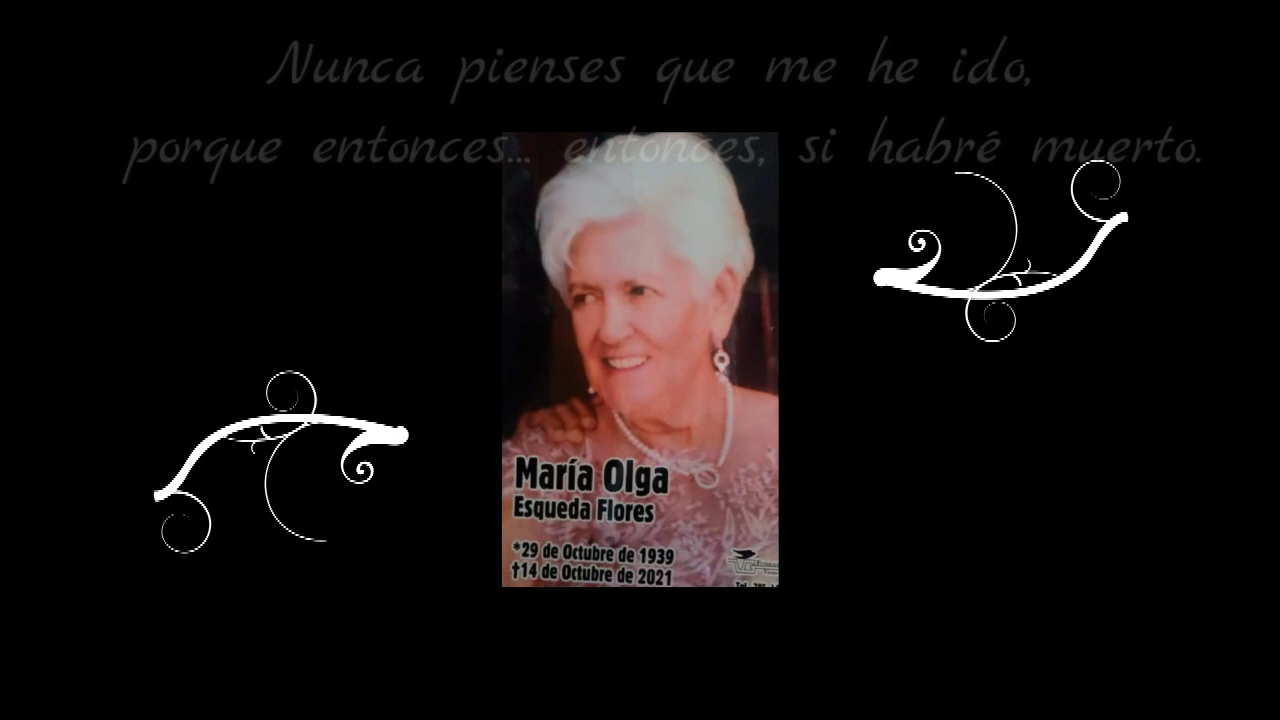 Nunca pienses que me he ido,
porque entonces... entonces, si habré muerto.
María Olga
Esqueda Flores
*29 de Octubre de 1939
†14 de Octubre de 2021
Tel.